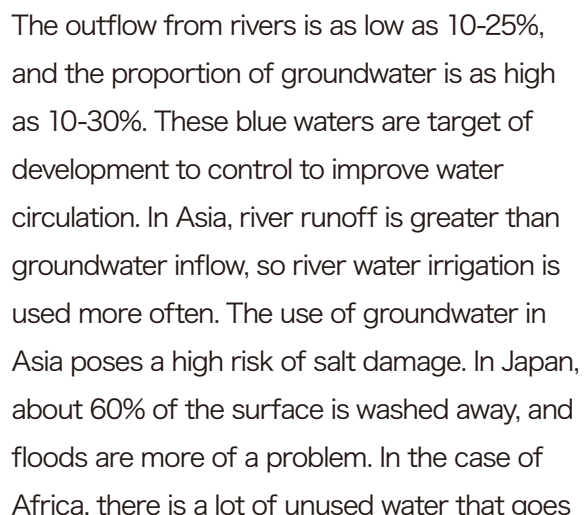 The outflow from rivers is as low as 10-25%,
and the proportion of groundwater is as high
as 10-30%. These blue waters are target of
development to control to improve water
circulation. In Asia, river runoff is greater than
groundwater inflow, so river water irrigation is
used more often. The use of groundwater in
Asia poses a high risk of salt damage. In Japan,
about 60% of the surface is washed away, and
floods are more of a problem. In the case of
Africa, there is a lot of unused water that goes